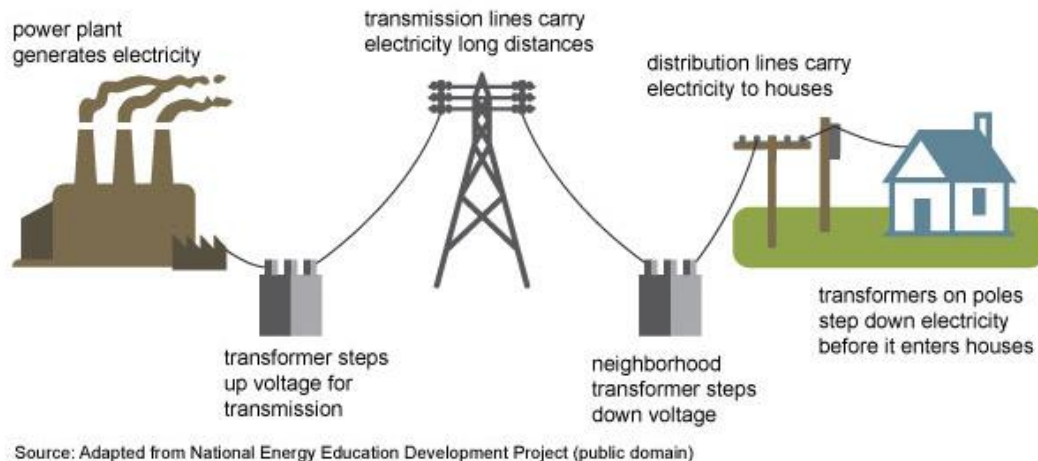 power plant
generates electricity
transmission lines carry
electricity long distances
distribution lines carry
electricity to houses
transformer steps
up voltage for
transmission
neighborhood
transformer steps
down voltage
transformers on poles
step down electricity
before it enters houses
Source: Adapted from National Energy Education Development Project (public domain)